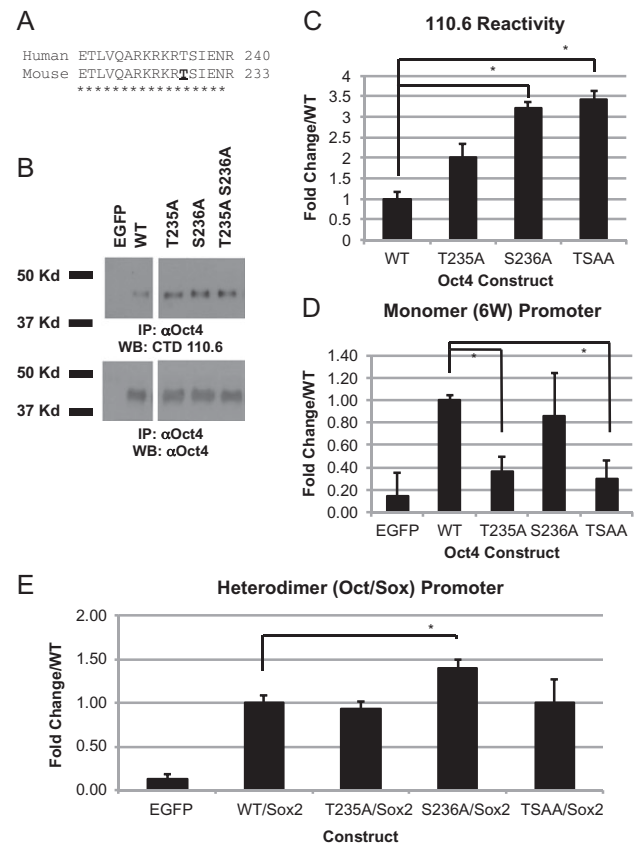 A
Human ETLVQARKRKRTSIENR 240
Mouse ETLVQARKRKRTSIENR 233
*****************
B
EGFP
WT
T235A
S236A
T235A S236A
50 Kd
37 Kd
IP: αOct4
WB: CTD 110.6
50 Kd
37 Kd
IP: αOct4
WB: αOct4
C
110.6 Reactivity
Fold Change/WT
4
3.5
3
2.5
2
1.5
1
0.5
0
*
*
WT T235A S236A TSAA
Oct4 Construct
D
Monomer (6W) Promoter
Fold Change/WT
1.40
1.20
1.00
0.80
0.60
0.40
0.20
0.00
*
*
EGFP WT T235A S236A TSAA
Oct4 Construct
E
Heterodimer (Oct/Sox) Promoter
Fold Change/WT
2.00
1.50
1.00
0.50
0.00
*
EGFP WT/Sox2 T235A/Sox2 S236A/Sox2 TSAA/Sox2
Construct